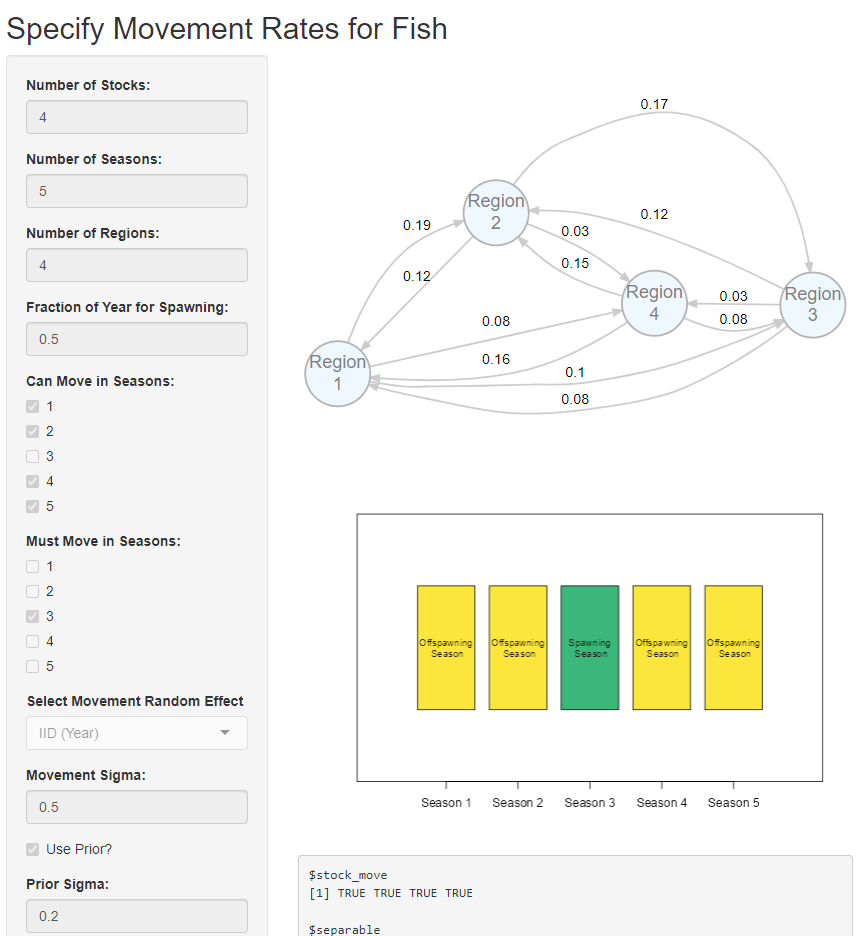 Specify Movement Rates for Fish
Number of Stocks:
4
Number of Seasons:
5
Number of Regions:
4
Fraction of Year for Spawning:
0.5
Can Move in Seasons:
1
2
3
4
5
Must Move in Seasons:
1
2
3
4
5
Select Movement Random Effect
IID (Year)
Movement Sigma:
0.5
Use Prior?
Prior Sigma:
0.2
0.17
Region
2
0.19
0.12
0.03
0.12
0.15
Region
4
0.03
Region
3
0.08
0.08
0.16
Region
1
0.1
0.08
Offspawning
Season
Offspawning
Season
Spawning
Season
Offspawning
Season
Offspawning
Season
Season 1 Season 2 Season 3 Season 4 Season 5
$stock_move
[1] TRUE TRUE TRUE TRUE
$separable